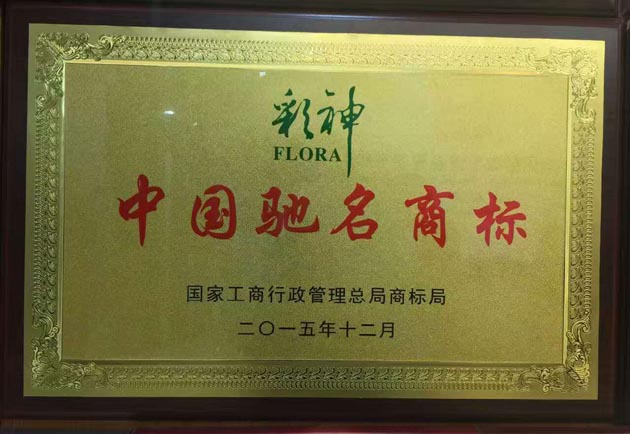 彩神
FLORA
中国驰名商标
国家工商行政管理总局商标局
二〇一五年十二月